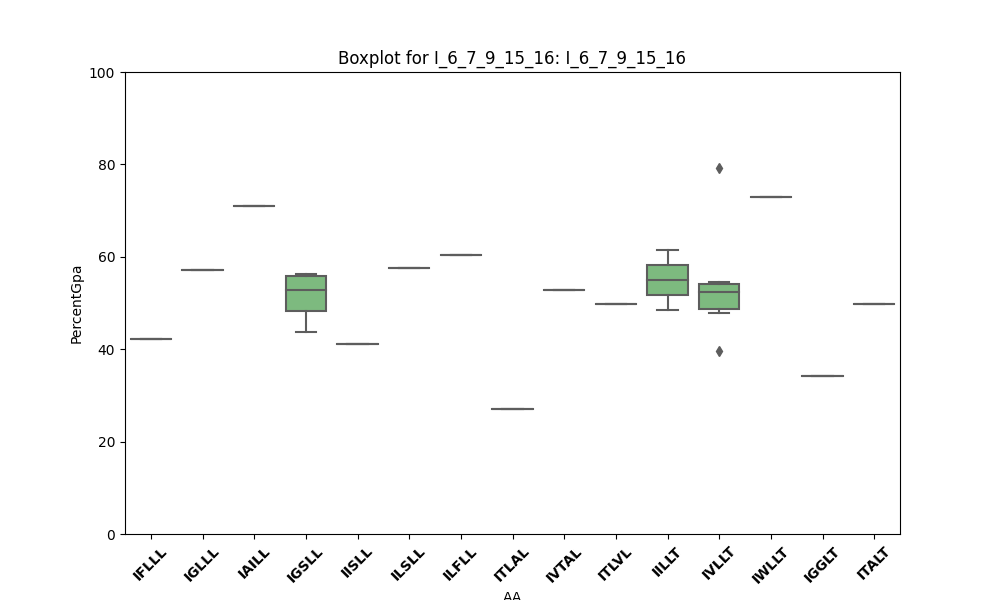 Boxplot for I_6_7_9_15_16: I_6_7_9_15_16
PercentGpa
100
80
60
40
20
0
IFLLL
IGLLL
IAILL
IGSLL
IISLL
ILSLL
ILFLL
ITLAL
IVTAL
ITLVL
IILLT
IVLLT
IWLLT
IGGLT
ITALT
AA